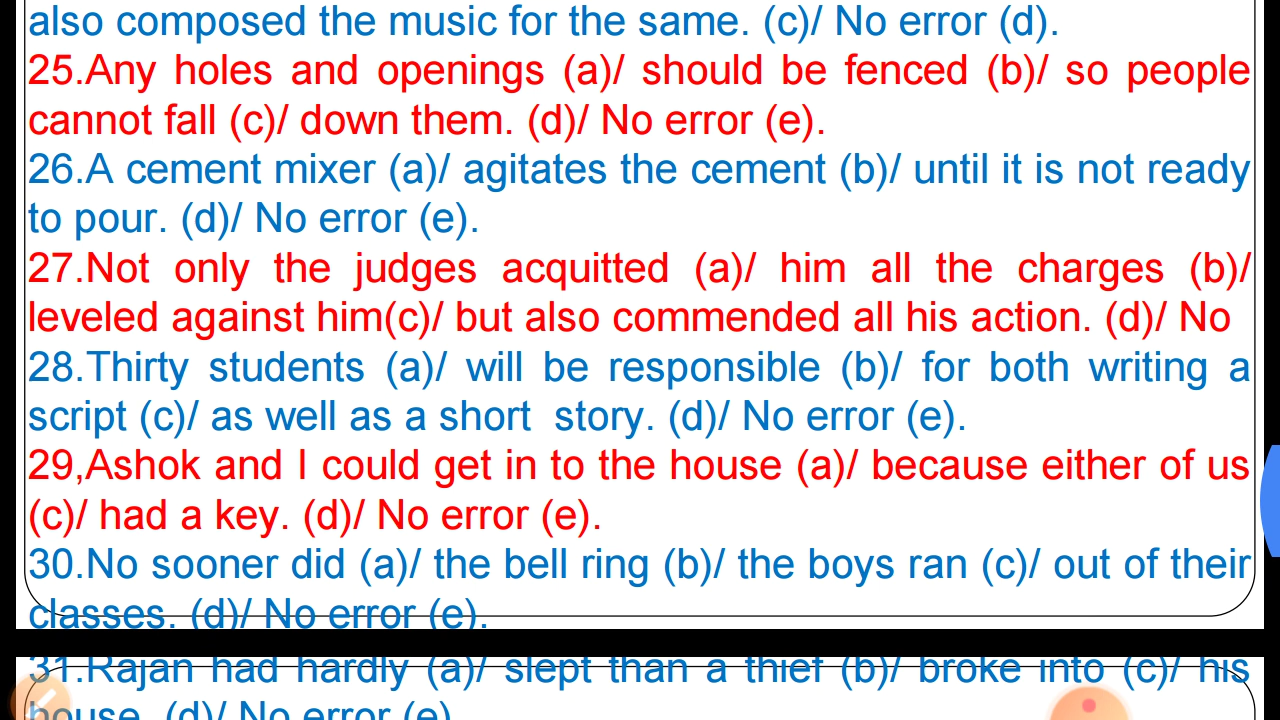 also composed the music for the same. (c)/ No error (d).
25.Any holes and openings (a)/ should be fenced (b)/ so people
cannot fall (c)/ down them. (d)/ No error (e).
26.A cement mixer (a)/ agitates the cement (b)/ until it is not ready
to pour. (d)/ No error (e).
27.Not only the judges acquitted (a)/ him all the charges (b)/
leveled against him(c)/ but also commended all his action. (d)/ No
28.Thirty students (a)/ will be responsible (b)/ for both writing a
script (c)/ as well as a short story. (d)/ No error (e).
29,Ashok and I could get in to the house (a)/ because either of us
(c)/ had a key. (d)/ No error (e).
30.No sooner did (a)/ the bell ring (b)/ the boys ran (c)/ out of their
classes. (d)/ No error (e).
31.Rajan had hardly (a)/ slept than a thief (b)/ broke into (c)/ his
house. (d)/ No error (e)